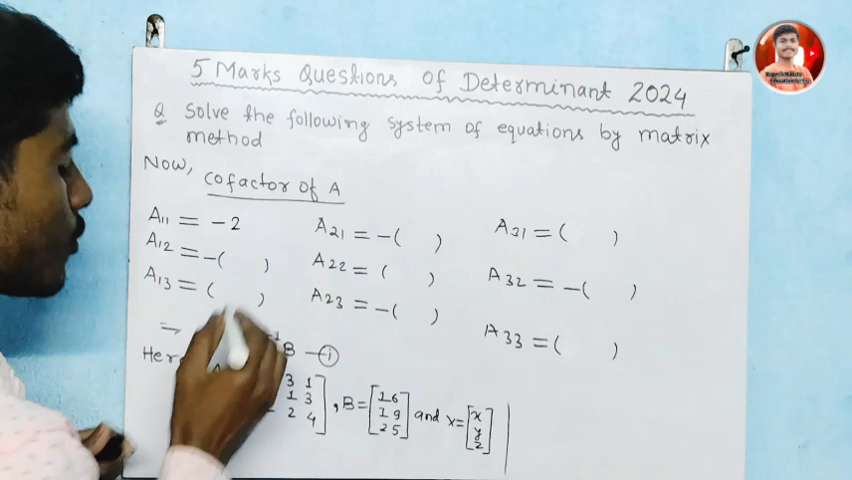 5 Marks Questions of Determinant 2024
Q Solve the following system of equations by matrix
method
Now, Cofactor of A
A11 = -2 A21 = -( ) A31 = ( )
A12 = -( ) A22 = ( ) A32 = -( )
A13 = ( ) A23 = -( ) A33 = ( )
⇒ B — (i)
Here
3 1
1 3
2 4
, B = [16 19 25] and X = [x y z]